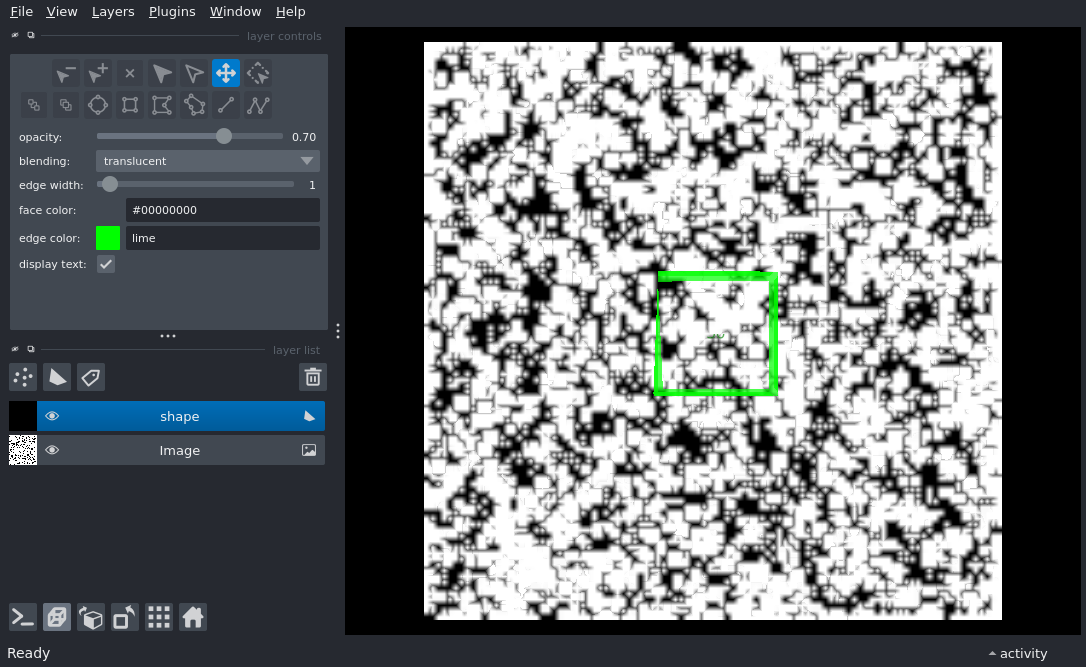 File View Layers Plugins Window Help
layer controls
opacity: 0.70
blending: translucent
edge width: 1
face color: #00000000
edge color: lime
display text:
layer list
shape
Image
Ready
activity